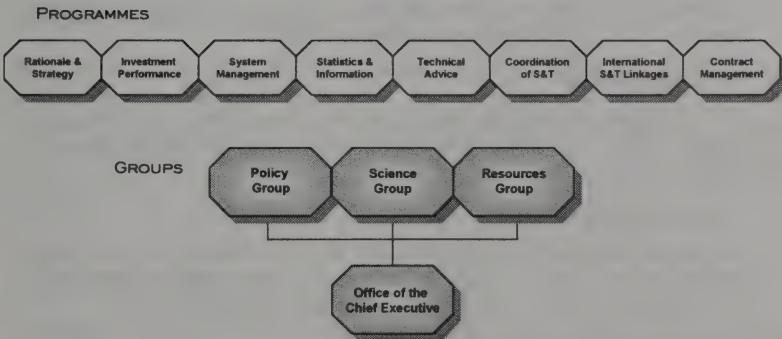 PROGRAMMES
Rationale &
Strategy
Investment
Performance
System
Management
Statistics &
Information
Technical
Advice
Coordination
of S&T
International
S&T Linkages
Contract
Management
GROUPS
Policy
Group
Science
Group
Resources
Group
Office of the
Chief Executive